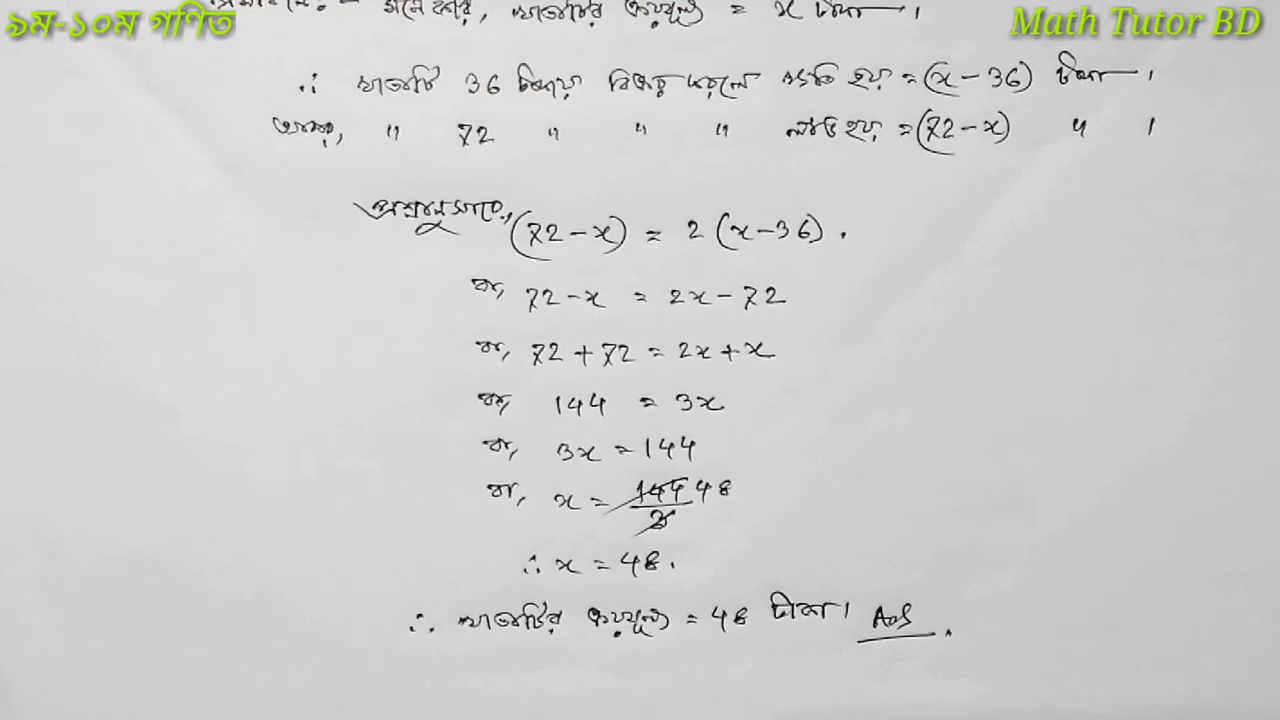 ৯ম-১০ম গণিত
Math Tutor BD
মনে করি, খাতাটির ক্রয়মূল্য = x টাকা।
∴ খাতাটি 36 টাকায় বিক্রয় করলে ক্ষতি হয় = (x - 36) টাকা।
আবার, " 72 " " " লাভ হয় = (72 - x) " ।
প্রশ্নানুসারে, (72 - x) = 2 (x - 36).
বা, 72 - x = 2x - 72
বা, 72 + 72 = 2x + x
বা, 144 = 3x
বা, 3x = 144
বা, x = 144/3 48
∴ x = 48.
∴ খাতাটির ক্রয়মূল্য = 48 টাকা। Ans.